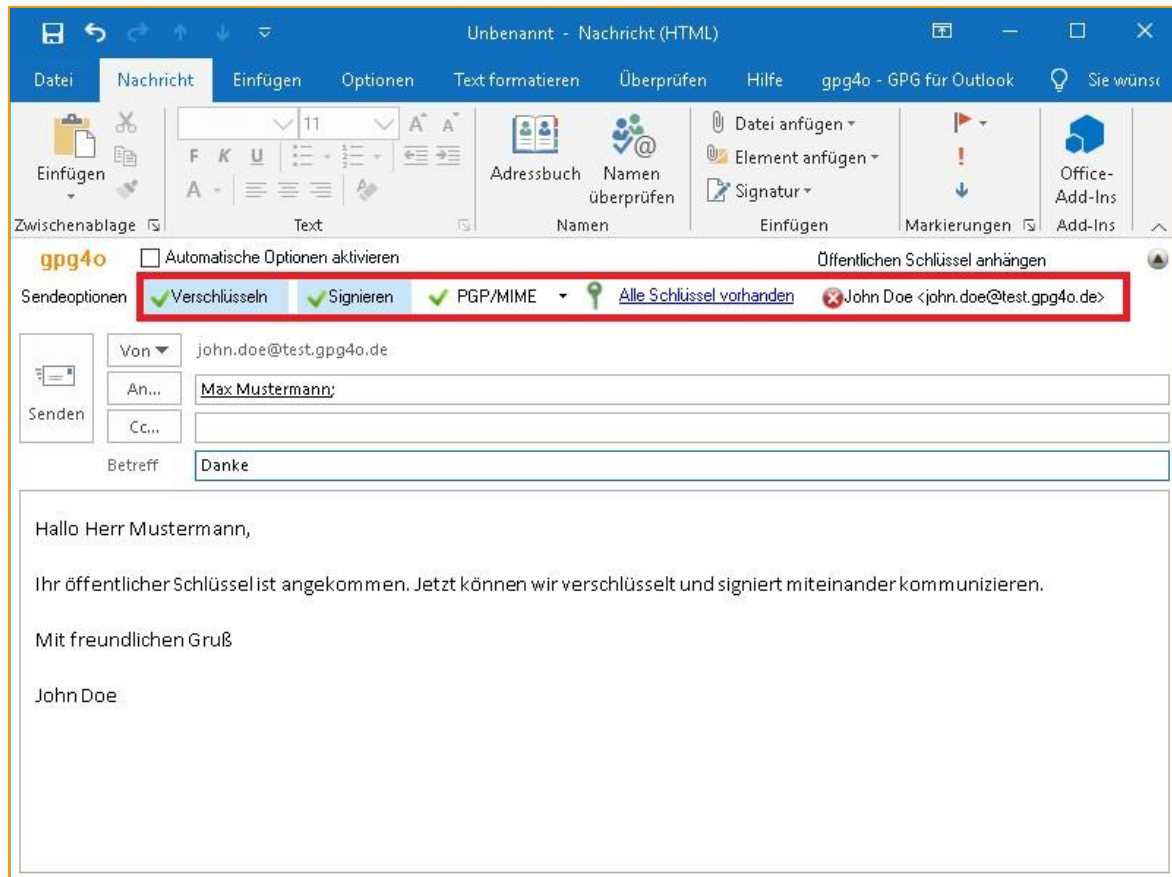 Unbenannt - Nachricht (HTML)
Datei Nachricht Einfügen Optionen Text formatieren Überprüfen Hilfe gpg4o - GPG für Outlook Sie wünsc
11 A A
Datei anfügen
F K U
Element anfügen
Einfügen
Adressbuch
Namen überprüfen
Office-Add-Ins
A
Signatur
Zwischenablage Text Namen Einfügen Markierungen Add-Ins
gpg4o Automatische Optionen aktivieren Öffentlichen Schlüssel anhängen
Sendeoptionen Verschlüsseln Signieren PGP/MIME Alle Schlüssel vorhanden John Doe <john.doe@test.gpg4o.de>
Von john.doe@test.gpg4o.de
An... Max Mustermann;
Senden
Cc...
Betreff Danke
Hallo Herr Mustermann,
Ihr öffentlicher Schlüssel ist angekommen. Jetzt können wir verschlüsselt und signiert miteinander kommunizieren.
Mit freundlichen Gruß
John Doe